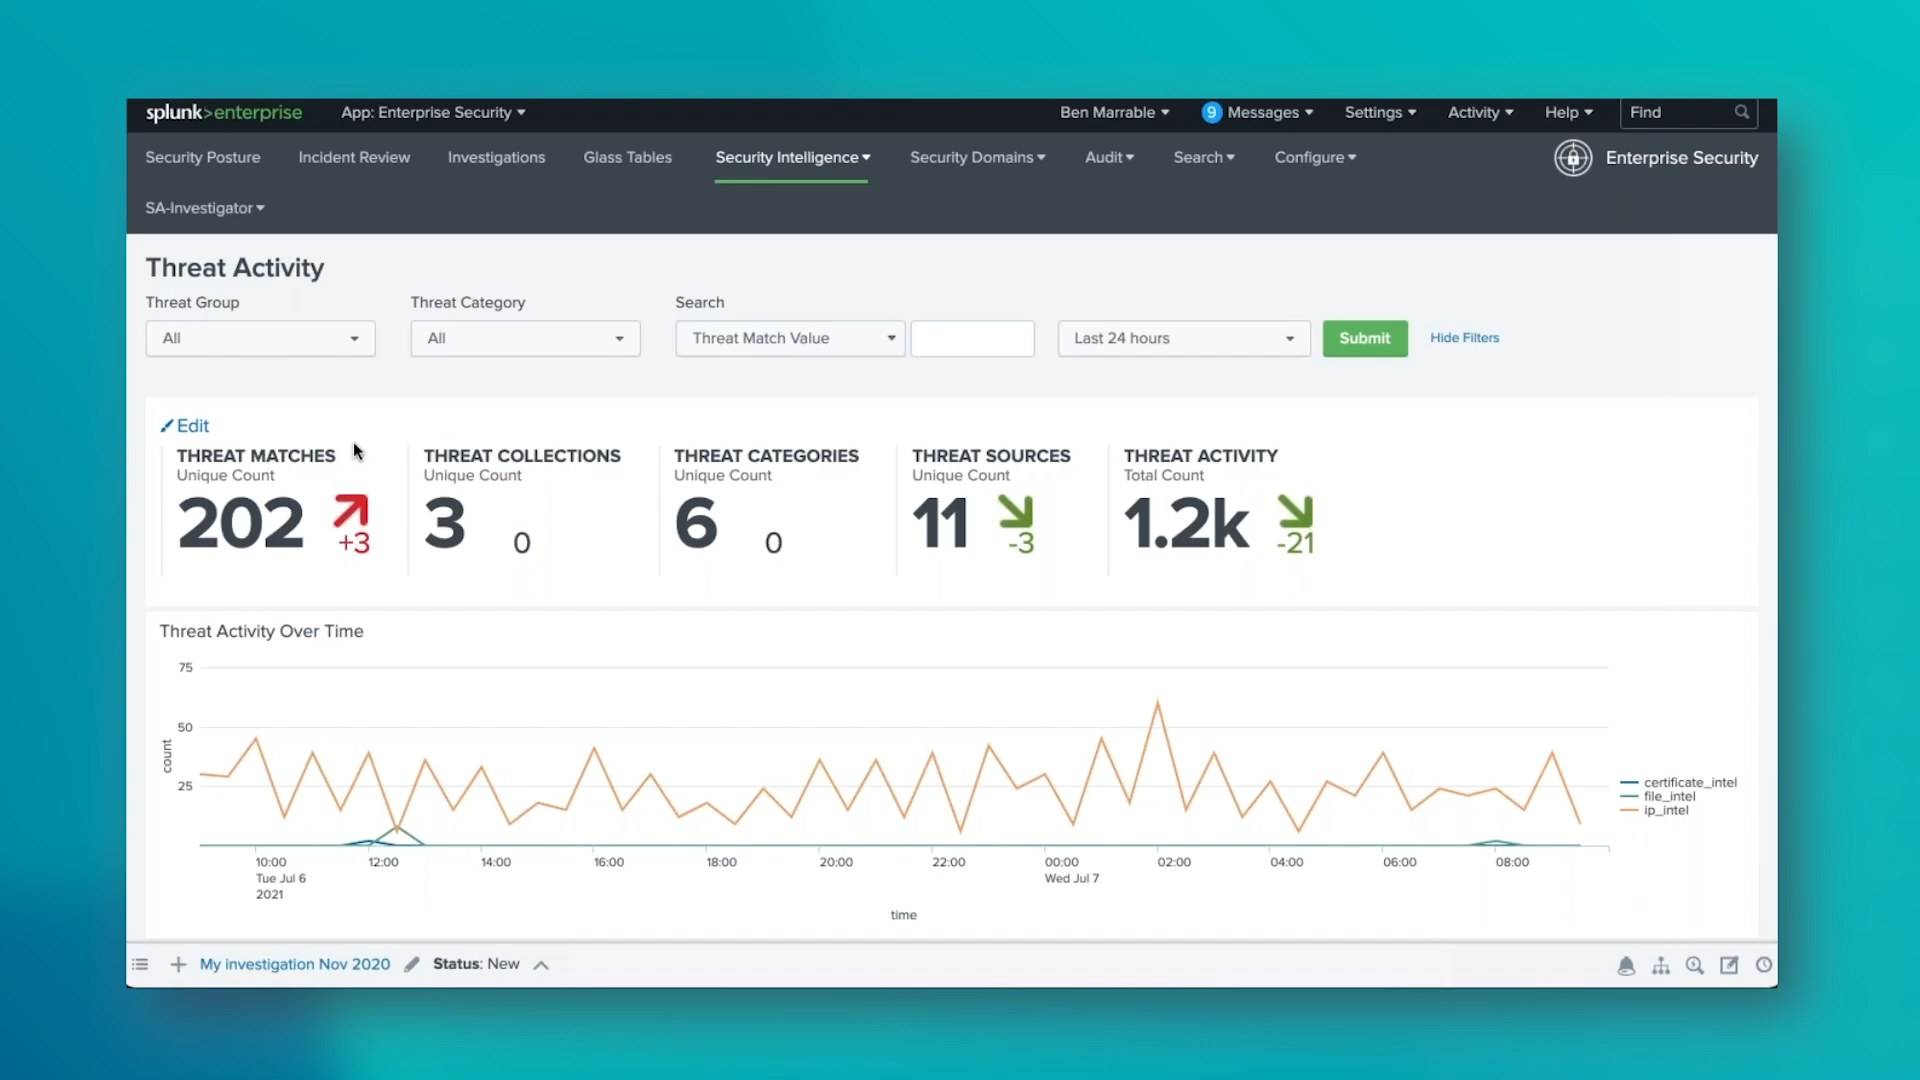 splunk>enterprise App: Enterprise Security Ben Marrable 9 Messages Settings Activity Help Find
Security Posture Incident Review Investigations Glass Tables Security Intelligence Security Domains Audit Search Configure Enterprise Security
SA-Investigator
Threat Activity
Threat Group Threat Category Search
All All Threat Match Value Last 24 hours Submit Hide Filters
Edit
THREAT MATCHES THREAT COLLECTIONS THREAT CATEGORIES THREAT SOURCES THREAT ACTIVITY
Unique Count Unique Count Unique Count Unique Count Total Count
202 +3 3 0 6 0 11 -3 1.2k -21
Threat Activity Over Time
75
50
count
25
certificate_intel
file_intel
ip_intel
10:00 12:00 14:00 16:00 18:00 20:00 22:00 00:00 02:00 04:00 06:00 08:00
Tue Jul 6 Wed Jul 7
2021
time
My investigation Nov 2020 Status: New